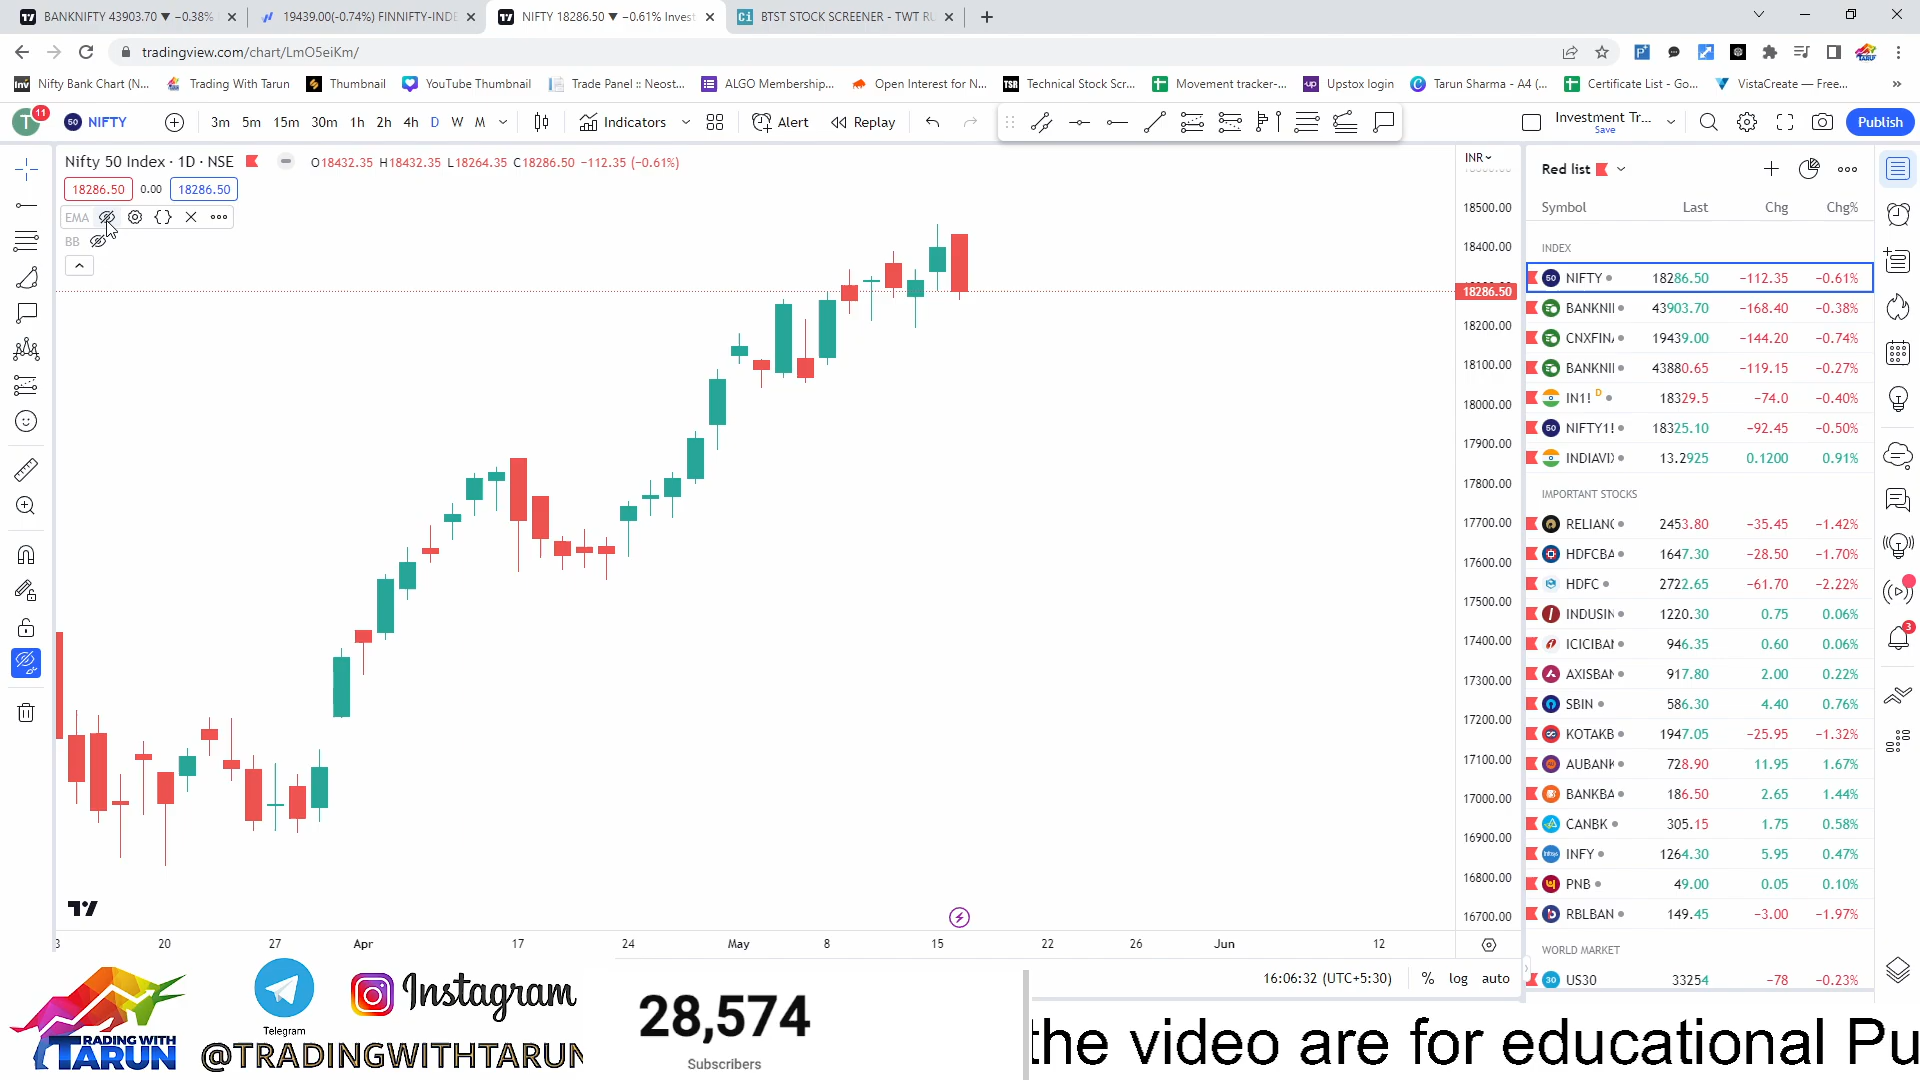 BANKNIFTY 43903.70 ▼ −0.38%
19439.00(-0.74%) FINNIFTY-INDE
NIFTY 18286.50 ▼ −0.61% Invest
BTST STOCK SCREENER - TWT RU
tradingview.com/chart/LmO5eiKm/
Nifty Bank Chart (N...
Trading With Tarun
Thumbnail
YouTube Thumbnail
Trade Panel :: Neost...
ALGO Membership...
Open Interest for N...
Technical Stock Scr...
Movement tracker-...
Upstox login
Tarun Sharma - A4 (...
Certificate List - Go...
VistaCreate — Free...
T 11 50 NIFTY 3m 5m 15m 30m 1h 2h 4h D W M Indicators Alert Replay
Investment Tr...
Save
Publish
Nifty 50 Index · 1D · NSE O18432.35 H18432.35 L18264.35 C18286.50 −112.35 (−0.61%)
18286.50 0.00 18286.50
EMA
BB
INR
18500.00
18400.00
18286.50
18200.00
18100.00
18000.00
17900.00
17800.00
17700.00
17600.00
17500.00
17400.00
17300.00
17200.00
17100.00
17000.00
16900.00
16800.00
16700.00
3 20 27 Apr 17 24 May 8 15 22 26 Jun 12
16:06:32 (UTC+5:30) % log auto
Red list
Symbol Last Chg Chg%
INDEX
NIFTY 18286.50 −112.35 −0.61%
BANKNI 43903.70 −168.40 −0.38%
CNXFIN 19439.00 −144.20 −0.74%
BANKNI 43880.65 −119.15 −0.27%
IN1! D 18329.5 −74.0 −0.40%
NIFTY1! 18325.10 −92.45 −0.50%
INDIAVI 13.2925 0.1200 0.91%
IMPORTANT STOCKS
RELIANC 2453.80 −35.45 −1.42%
HDFCBA 1647.30 −28.50 −1.70%
HDFC 2722.65 −61.70 −2.22%
INDUSIN 1220.30 0.75 0.06%
ICICIBAN 946.35 0.60 0.06%
AXISBAN 917.80 2.00 0.22%
SBIN 586.30 4.40 0.76%
KOTAKB 1947.05 −25.95 −1.32%
AUBANK 728.90 11.95 1.67%
BANKBA 186.50 2.65 1.44%
CANBK 305.15 1.75 0.58%
INFY 1264.30 5.95 0.47%
PNB 49.00 0.05 0.10%
RBLBAN 149.45 −3.00 −1.97%
WORLD MARKET
US30 33254 −78 −0.23%
3
TRADING WITH
TARUN
Telegram
Instagram
@TRADINGWITHTARUN
28,574
Subscribers
the video are for educational Pu